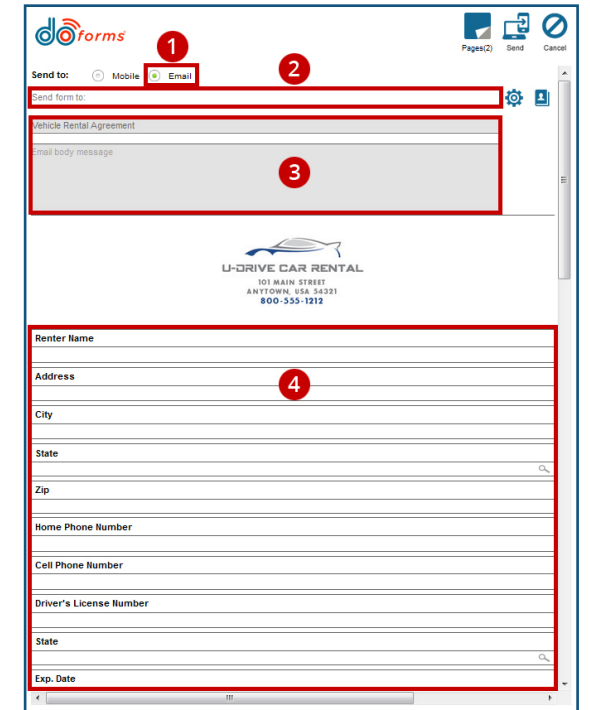 doforms
Pages(2) Send Cancel
1
Send to: Mobile Email
2
Send form to:
Vehicle Rental Agreement
Email body message
3
U-DRIVE CAR RENTAL
101 MAIN STREET
ANYTOWN, USA 54321
800-555-1212
Renter Name
Address
4
City
State
Zip
Home Phone Number
Cell Phone Number
Driver's License Number
State
Exp. Date